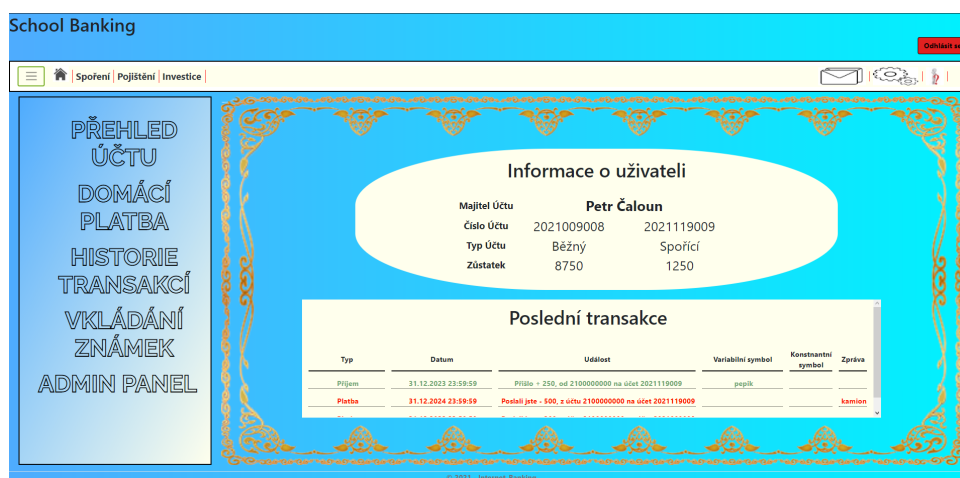 School Banking
Odhlásit se
Spoření Pojištění Investice
PŘEHLED
ÚČTU
DOMÁCÍ
PLATBA
HISTORIE
TRANSAKCÍ
VKLÁDÁNÍ
ZNÁMEK
ADMIN PANEL
Informace o uživateli
Majitel Účtu Petr Čaloun
Číslo Účtu 2021009008 2021119009
Typ Účtu Běžný Spořící
Zůstatek 8750 1250
Poslední transakce
Typ Datum Událost Variabilní symbol Konstnantní symbol Zpráva
Příjem 31.12.2023 23:59:59 Přišlo + 250, od 2100000000 na účet 2021119009 pepik
Platba 31.12.2024 23:59:59 Poslali jste - 500, z účtu 2100000000 na účet 2021119009 kamion